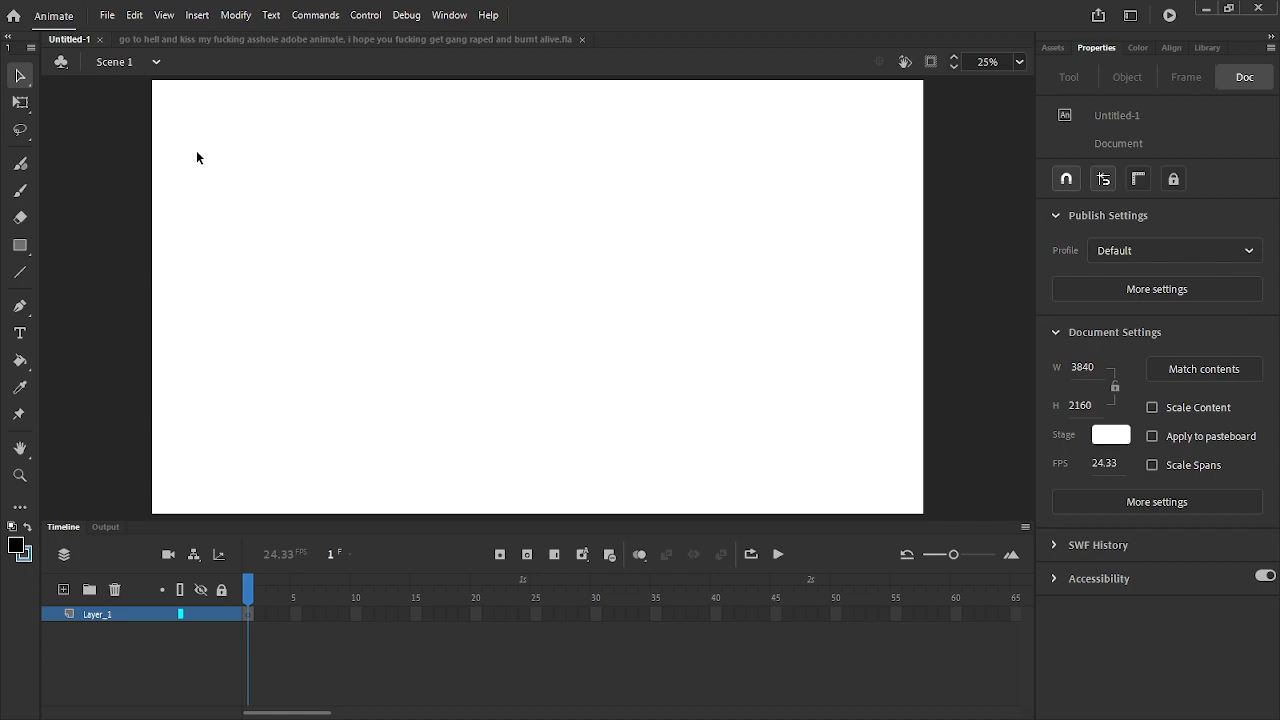 Animate File Edit View Insert Modify Text Commands Control Debug Window Help
Untitled-1 go to hell and kiss my fucking asshole adobe animate, i hope you fucking get gang raped and burnt alive.fla
Scene 1 25%
Assets Properties Color Align Library
Tool Object Frame Doc
An Untitled-1
Document
Publish Settings
Profile Default
More settings
Document Settings
W 3840 Match contents
H 2160 Scale Content
Stage Apply to pasteboard
FPS 24.33 Scale Spans
More settings
SWF History
Accessibility
Timeline Output
24.33 FPS 1 F
1s 2s
5 10 15 20 25 30 35 40 45 50 55 60 65
Layer_1